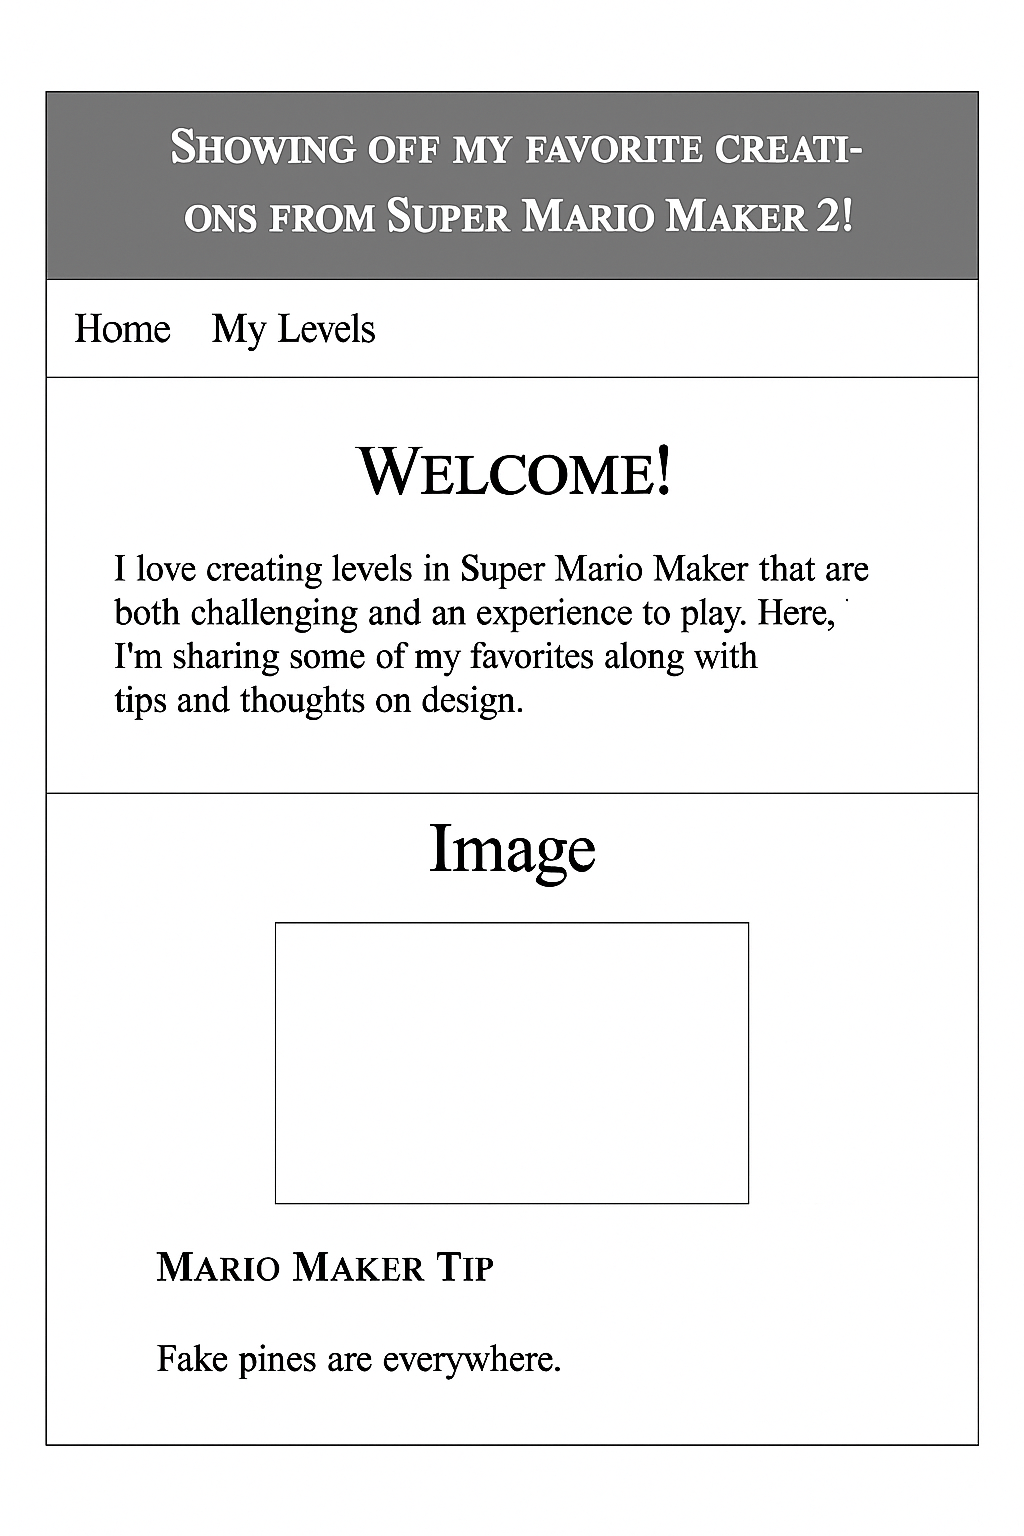 Showing off my favorite creati-
ons from Super Mario Maker 2!
Home My Levels
Welcome!
I love creating levels in Super Mario Maker that are
both challenging and an experience to play. Here,
I'm sharing some of my favorites along with
tips and thoughts on design.
Image
Mario Maker Tip
Fake pines are everywhere.